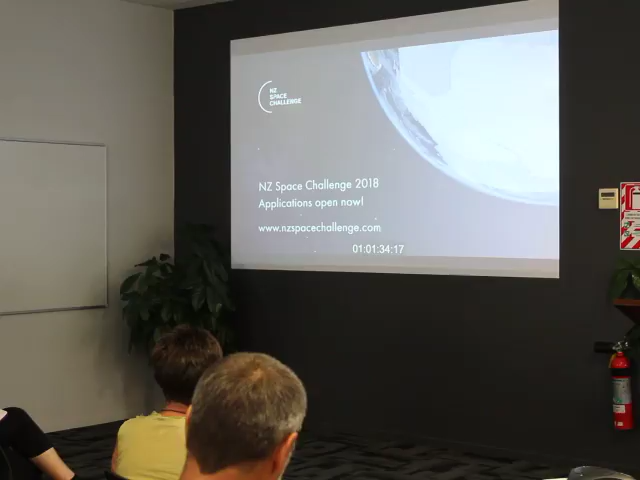 NZ
SPACE
CHALLENGE
NZ Space Challenge 2018
Applications open now!
www.nzspacechallenge.com
01:01:34:17